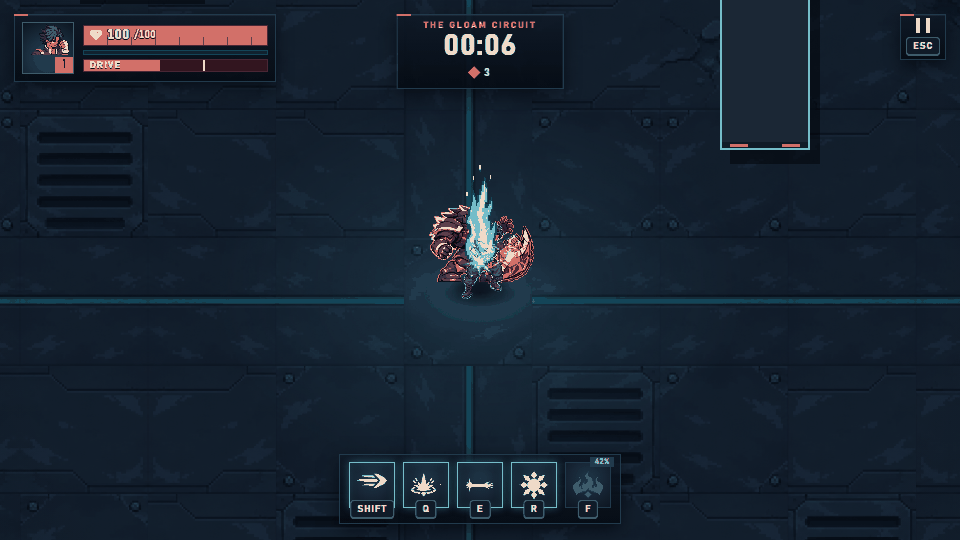 100 /100
1
DRIVE
THE GLOAM CIRCUIT
00:06
3
ESC
42%
SHIFT
Q
E
R
F